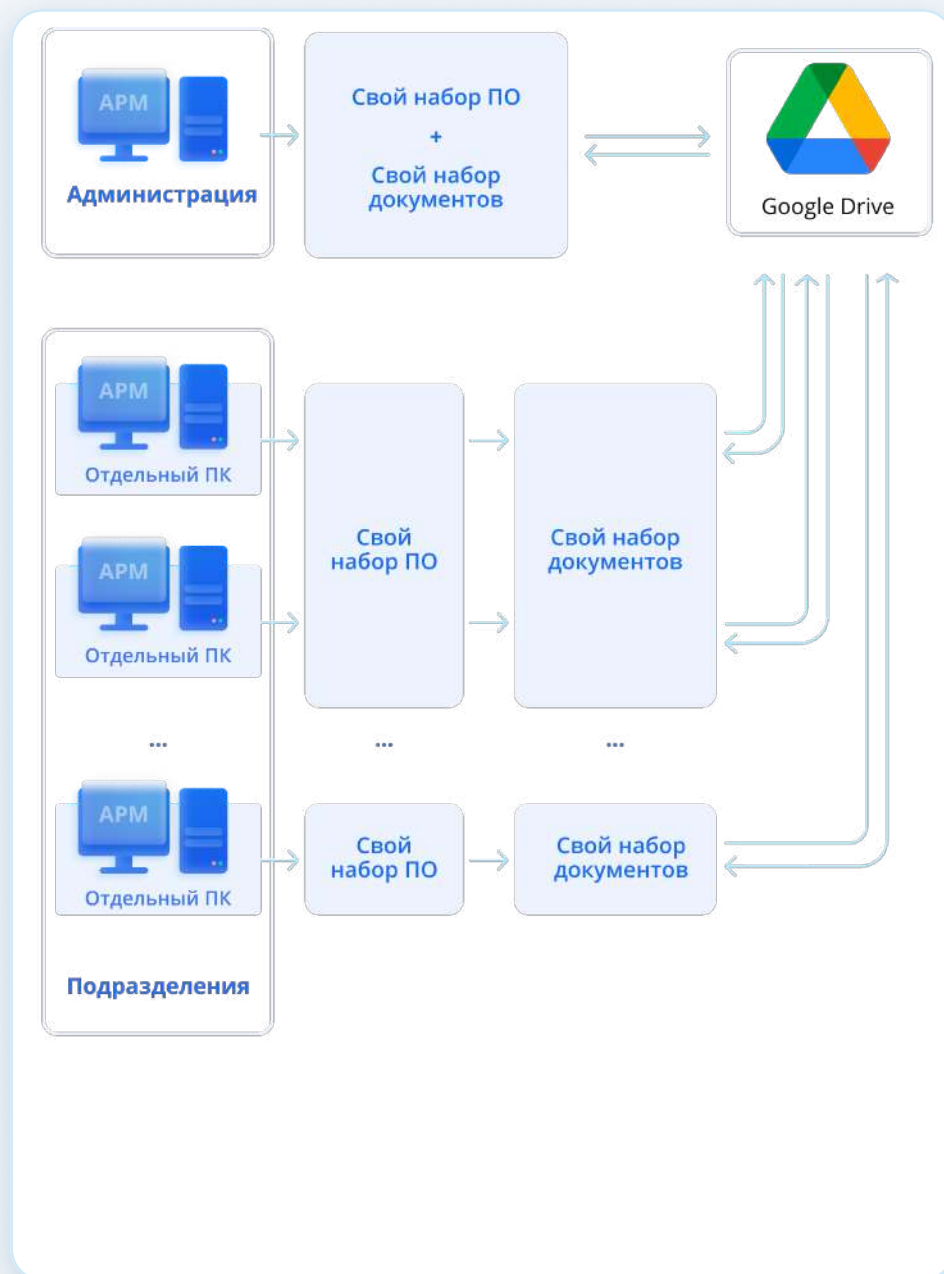 АРМ
Администрация
Свой набор ПО
+
Свой набор
документов
Google Drive
АРМ
Отдельный ПК
АРМ
Отдельный ПК
Свой
набор ПО
Свой набор
документов
...
...
...
АРМ
Отдельный ПК
Свой
набор ПО
Свой набор
документов
Подразделения